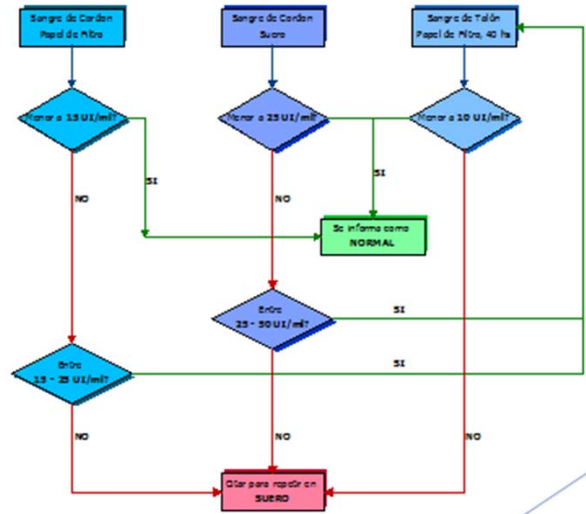 Sangre de Cordon
Papel de Filtro
Sangre de Cordon
Suero
Sangre de Talón
Papel de Filtro, 40 hs
Menor a 15 UI/ml?
Menor a 25 UI/ml?
Menor a 10 UI/ml?
SI
SI
NO
NO
Se informa como
NORMAL
Entre
25 - 50 UI/ml?
SI
Entre
15 - 25 UI/ml?
SI
NO
NO
NO
Citar para repetir en
SUERO